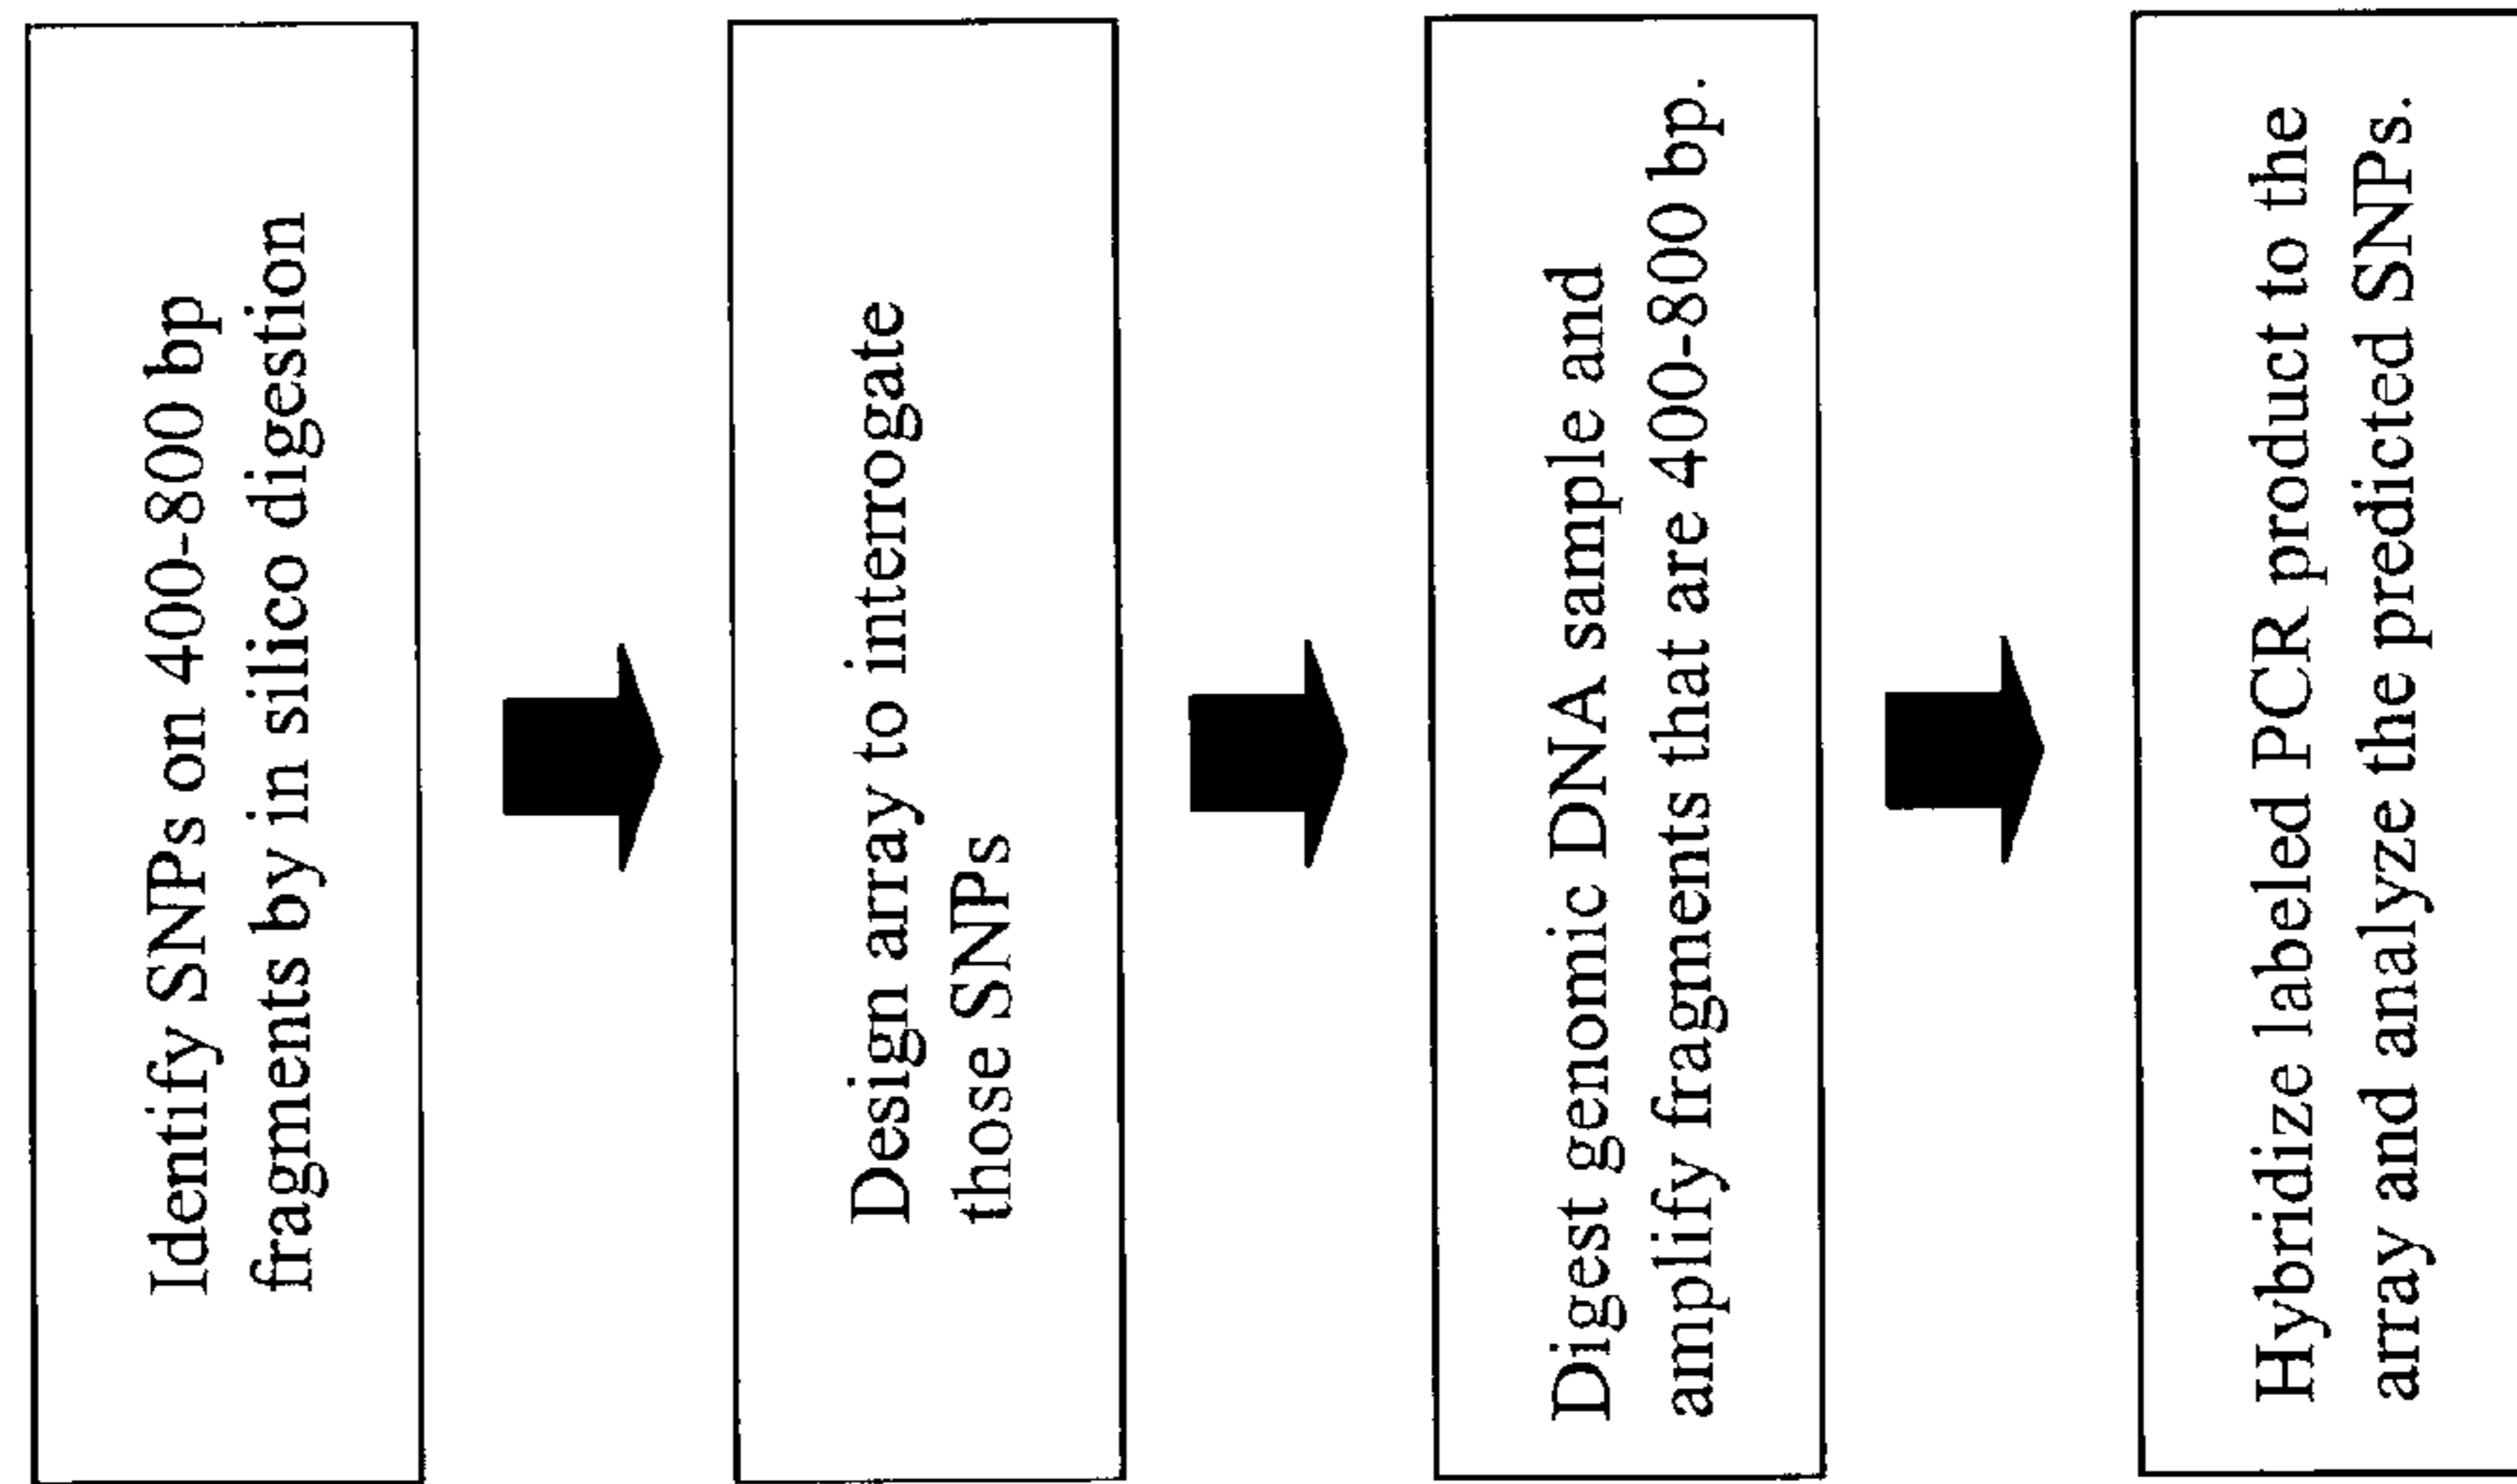 Identify SNPs on 400-800 bp
fragments by in silico digestion
Design array to interrogate
those SNPs
Digest genomic DNA sample and
amplify fragments that are 400-800 bp.
Hybridize labeled PCR product to the
array and analyze the predicted SNPs.